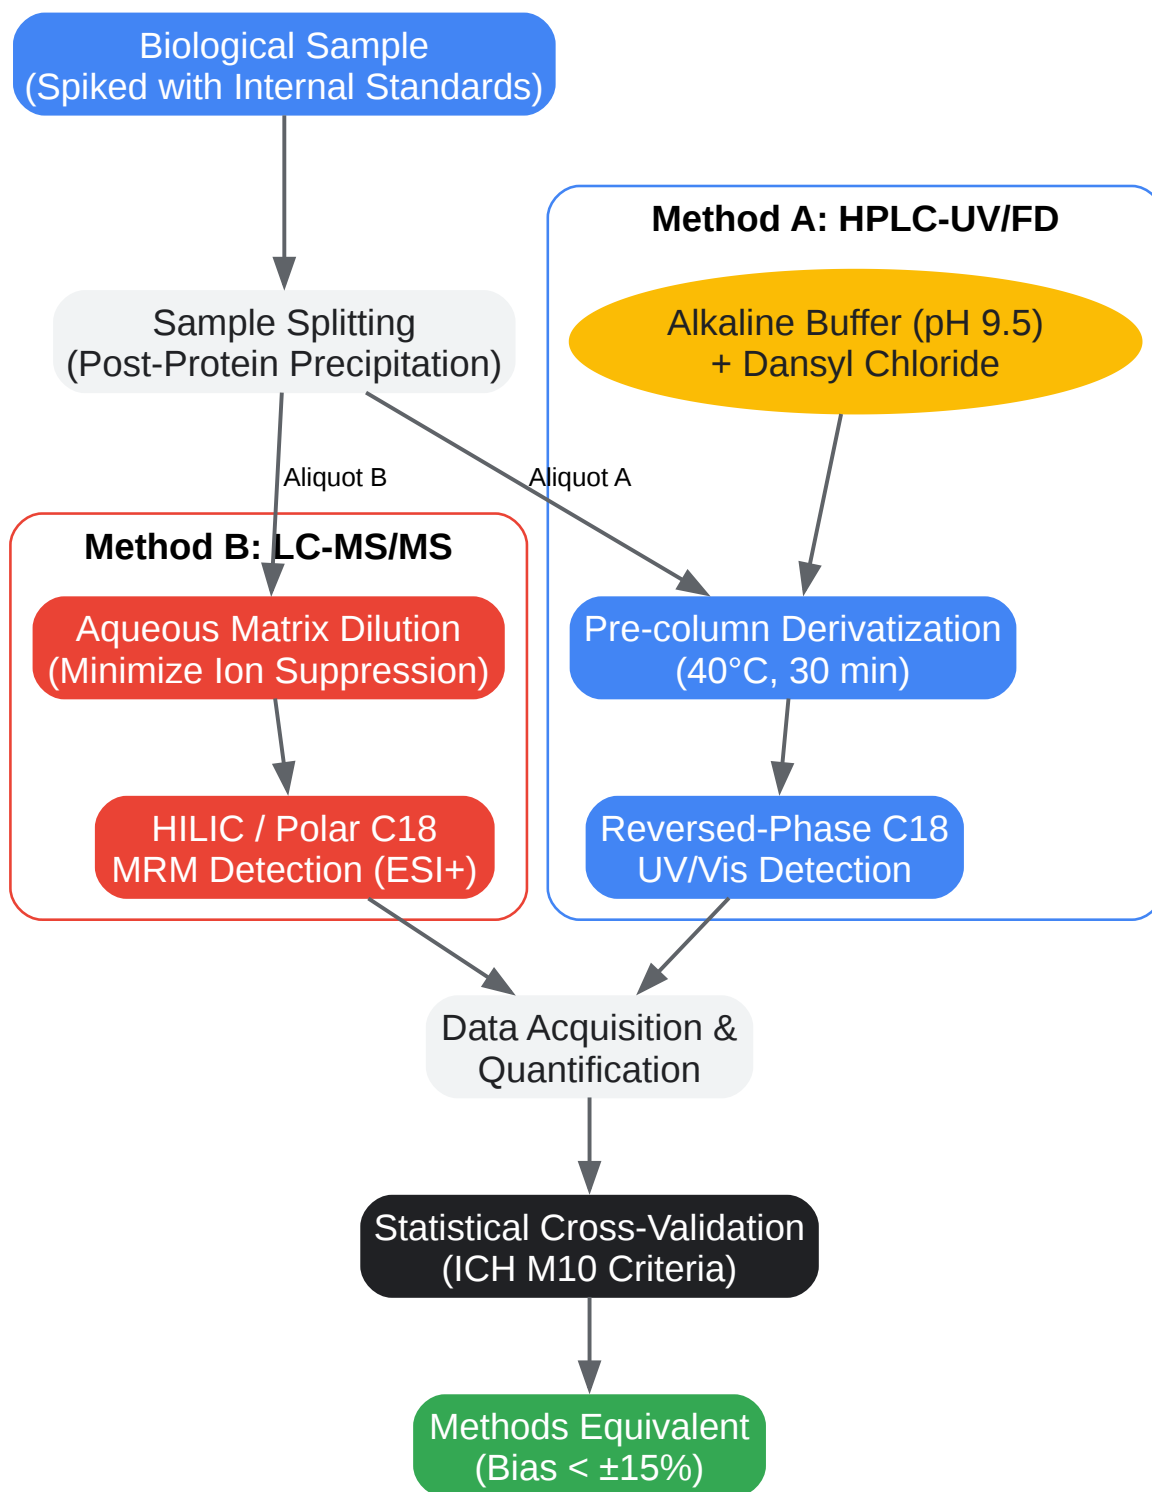 Biological Sample
(Spiked with Internal Standards)
Method A: HPLC-UV/FD
Sample Splitting
(Post-Protein Precipitation)
Alkaline Buffer (pH 9.5)
+ Dansyl Chloride
Aliquot B
Aliquot A
Method B: LC-MS/MS
Aqueous Matrix Dilution
(Minimize Ion Suppression)
Pre-column Derivatization
(40°C, 30 min)
HILIC / Polar C18
MRM Detection (ESI+)
Reversed-Phase C18
UV/Vis Detection
Data Acquisition &
Quantification
Statistical Cross-Validation
(ICH M10 Criteria)
Methods Equivalent
(Bias < ±15%)